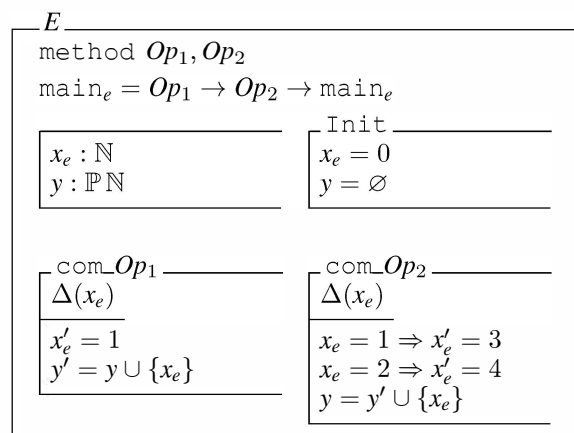 E
method Op₁, Op₂
mainₑ = Op₁ → Op₂ → mainₑ
xₑ : ℕ
y : ℙ ℕ
Init
xₑ = 0
y = ∅
com_Op₁
Δ(xₑ)
x′ₑ = 1
y′ = y ∪ {xₑ}
com_Op₂
Δ(xₑ)
xₑ = 1 ⇒ x′ₑ = 3
xₑ = 2 ⇒ x′ₑ = 4
y = y′ ∪ {xₑ}